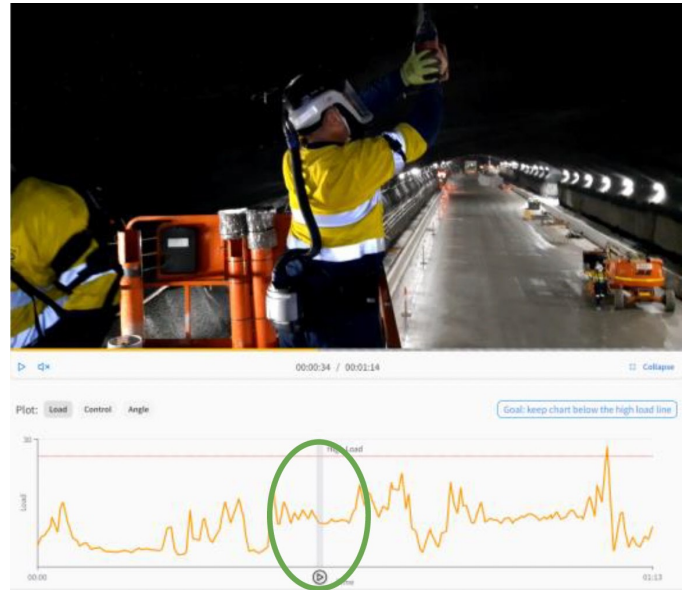 00:00:34 / 00:01:14
Collapse
Plot: Load Control Angle
Goal: keep chart below the high load line
30
Load
Load
00:00
01:13